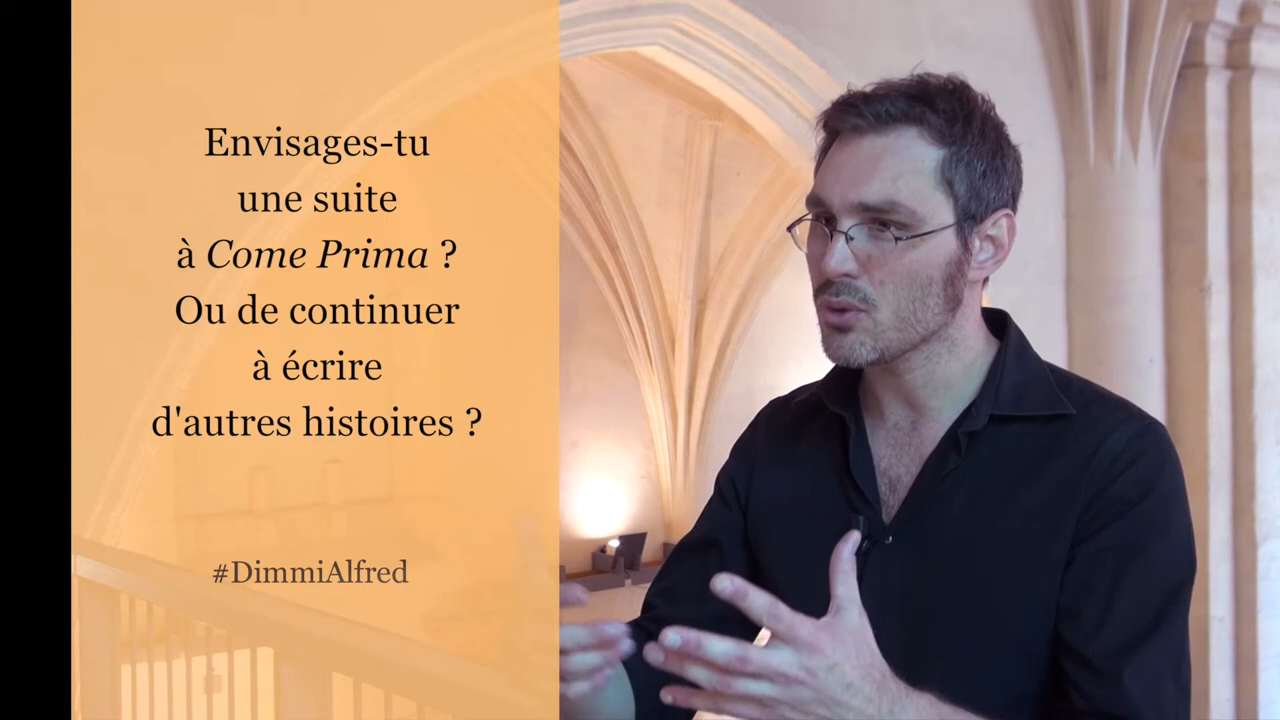 Envisages-tu
une suite
à Come Prima ?
Ou de continuer
à écrire
d'autres histoires ?
#DimmiAlfred